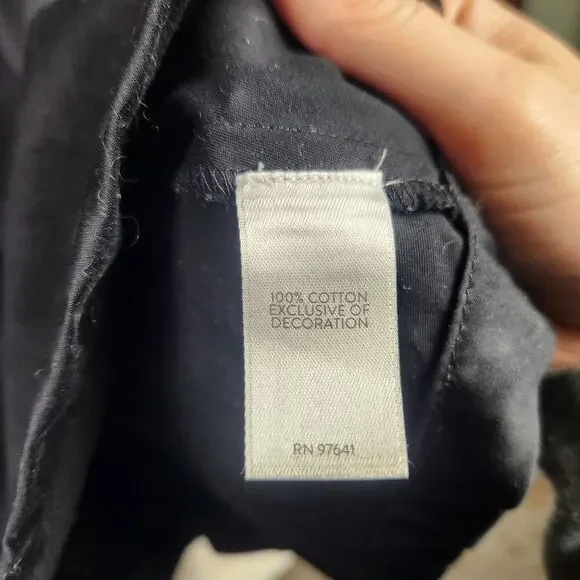 100% COTTON
EXCLUSIVE OF
DECORATION
RN 97641